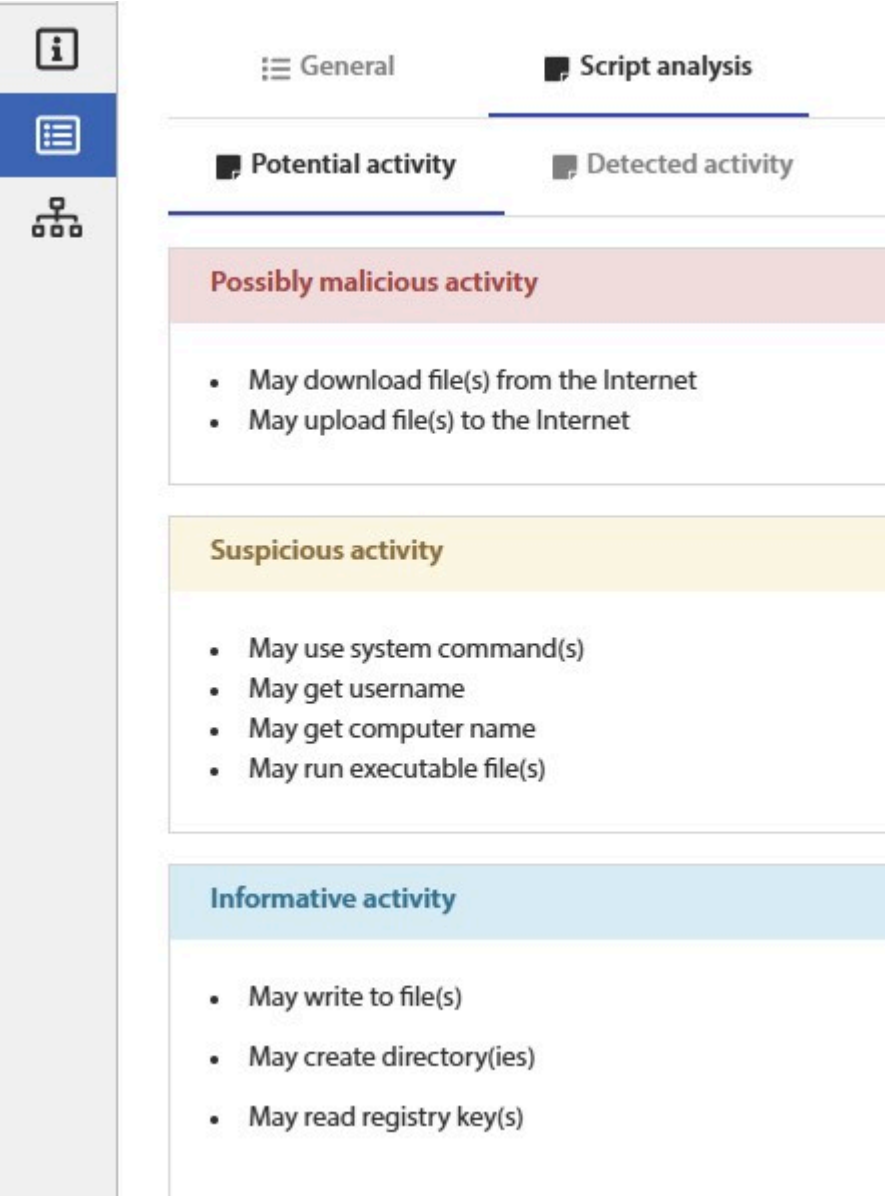 General
Script analysis
Potential activity
Detected activity
Possibly malicious activity
• May download file(s) from the Internet
• May upload file(s) to the Internet
Suspicious activity
• May use system command(s)
• May get username
• May get computer name
• May run executable file(s)
Informative activity
• May write to file(s)
• May create directory(ies)
• May read registry key(s)